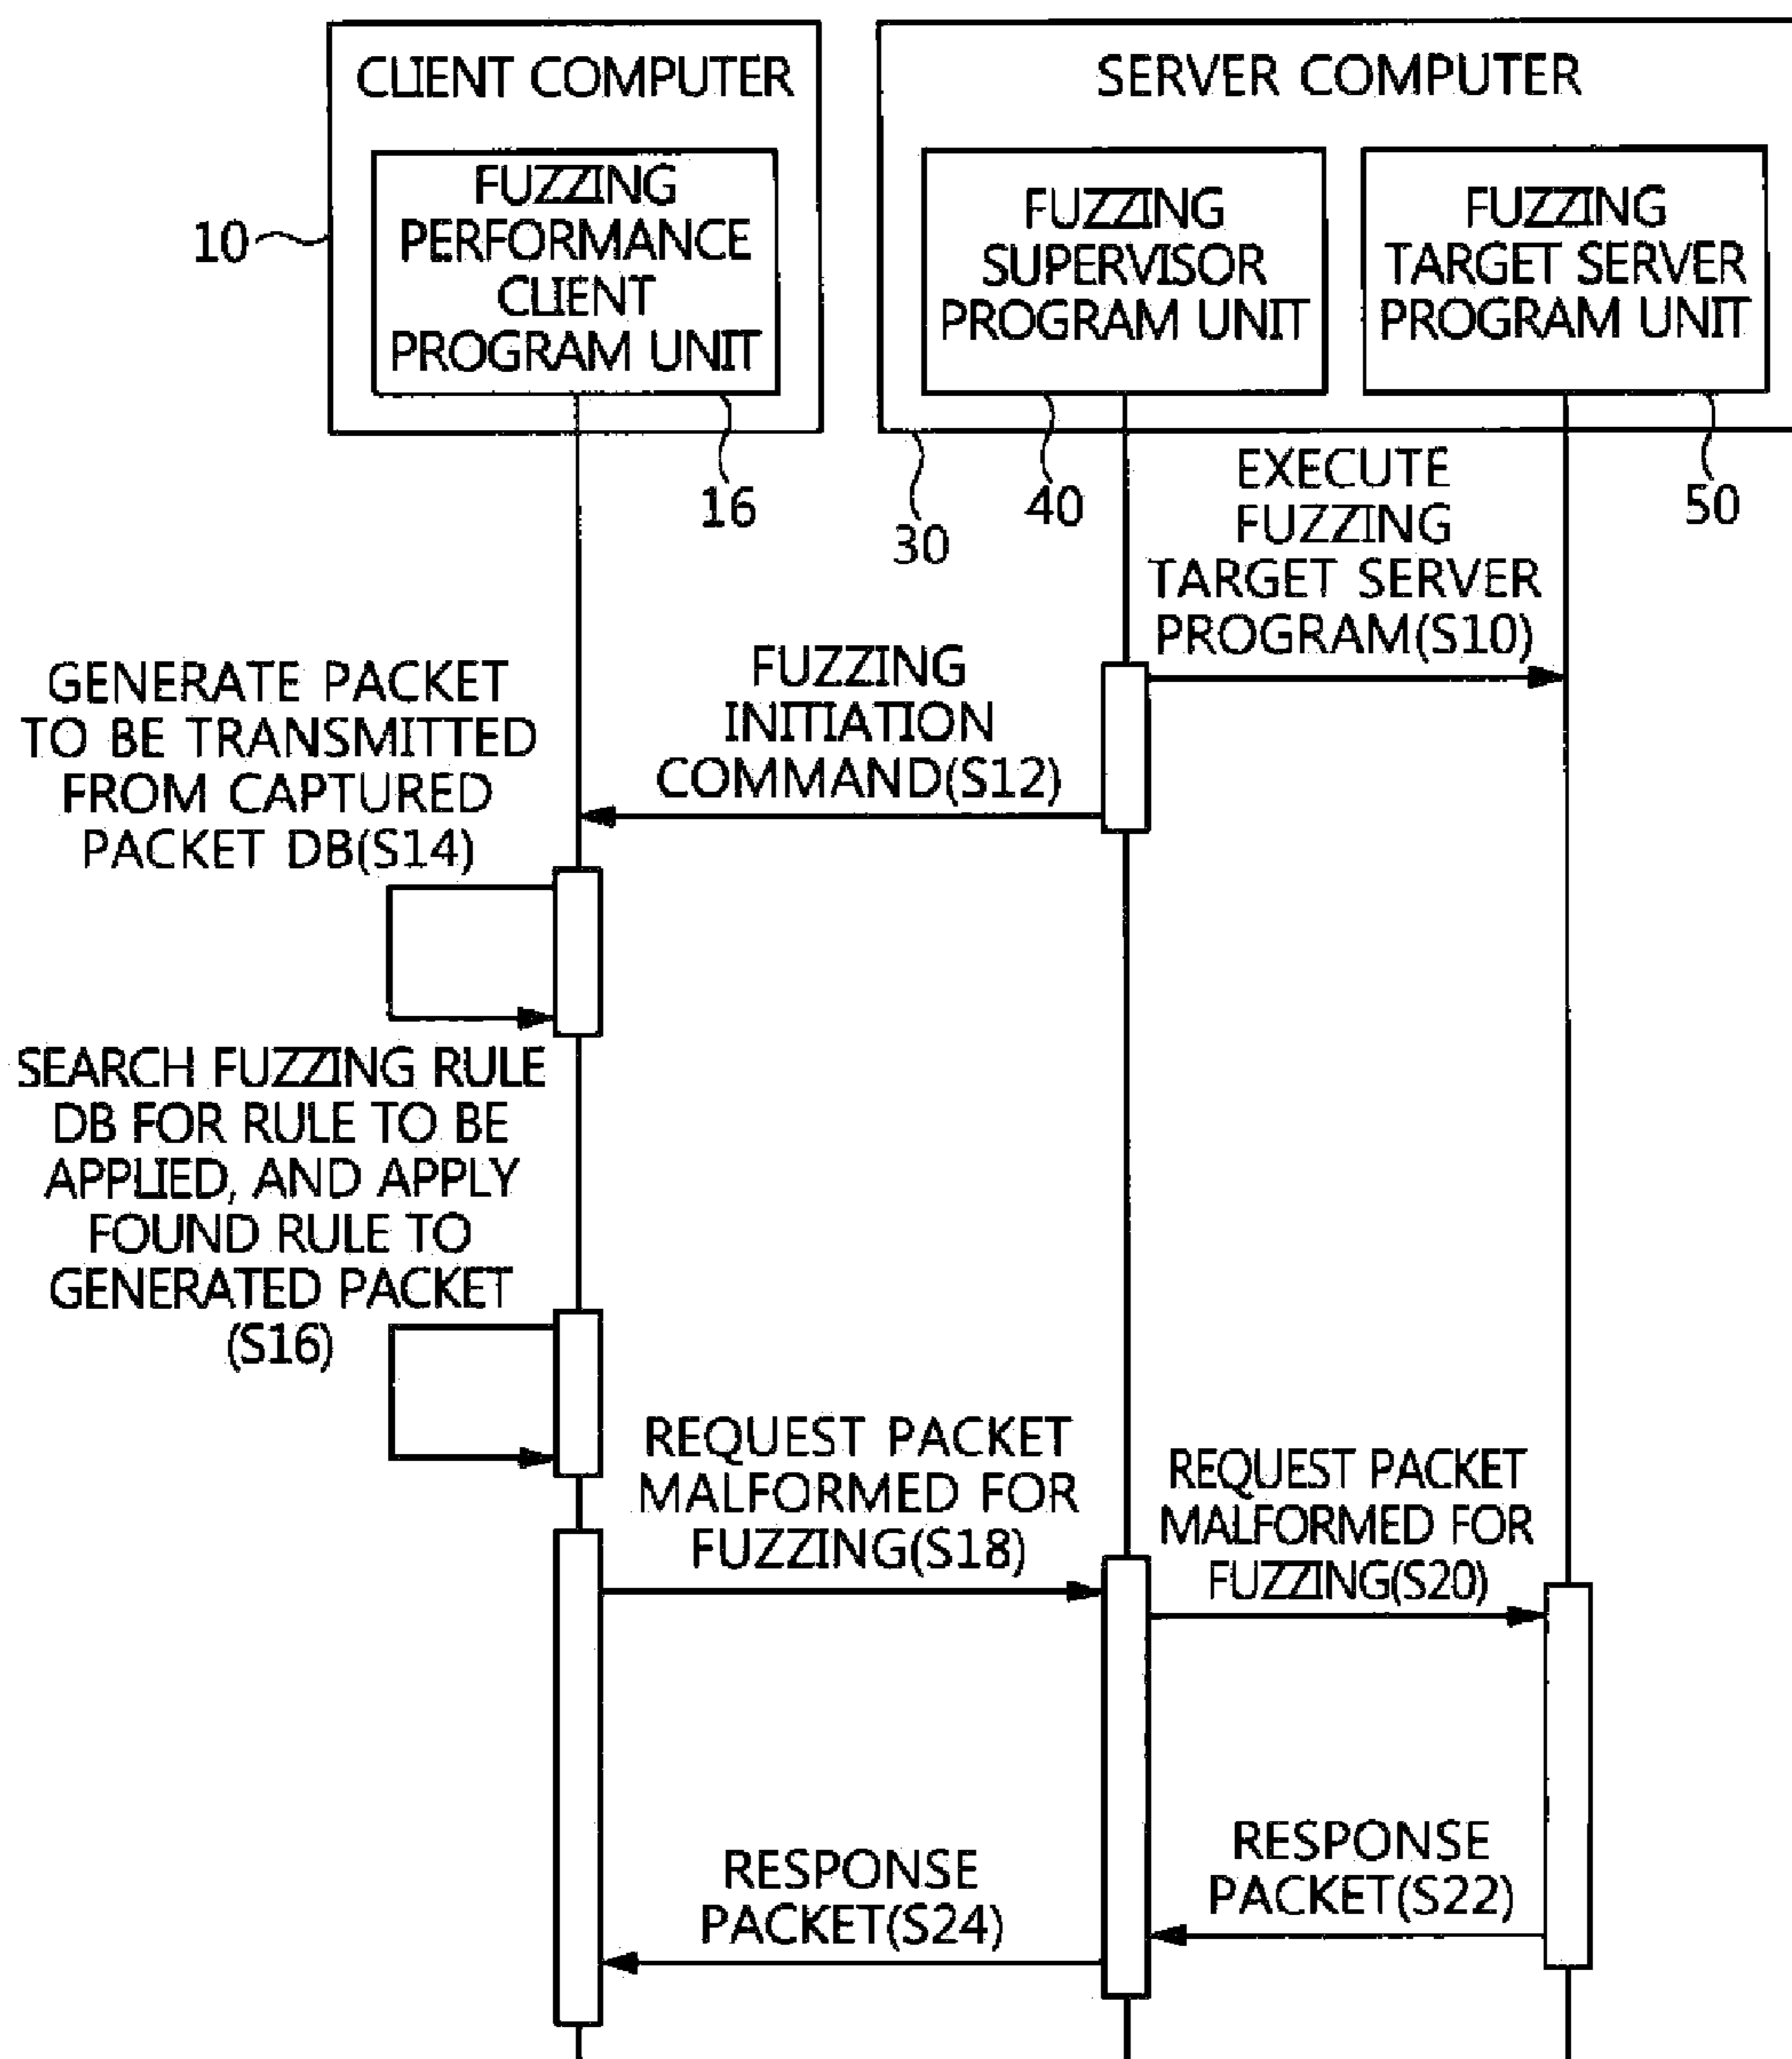 CLIENT COMPUTER
SERVER COMPUTER
FUZZING
PERFORMANCE
CLIENT
PROGRAM UNIT
FUZZING
SUPERVISOR
PROGRAM UNIT
FUZZING
TARGET SERVER
PROGRAM UNIT
10
16
30
40
50
EXECUTE
FUZZING
TARGET SERVER
PROGRAM(S10)
FUZZING
INITIATION
COMMAND(S12)
GENERATE PACKET
TO BE TRANSMITTED
FROM CAPTURED
PACKET DB(S14)
SEARCH FUZZING RULE
DB FOR RULE TO BE
APPLIED, AND APPLY
FOUND RULE TO
GENERATED PACKET
(S16)
REQUEST PACKET
MALFORMED FOR
FUZZING(S18)
REQUEST PACKET
MALFORMED FOR
FUZZING(S20)
RESPONSE
PACKET(S22)
RESPONSE
PACKET(S24)